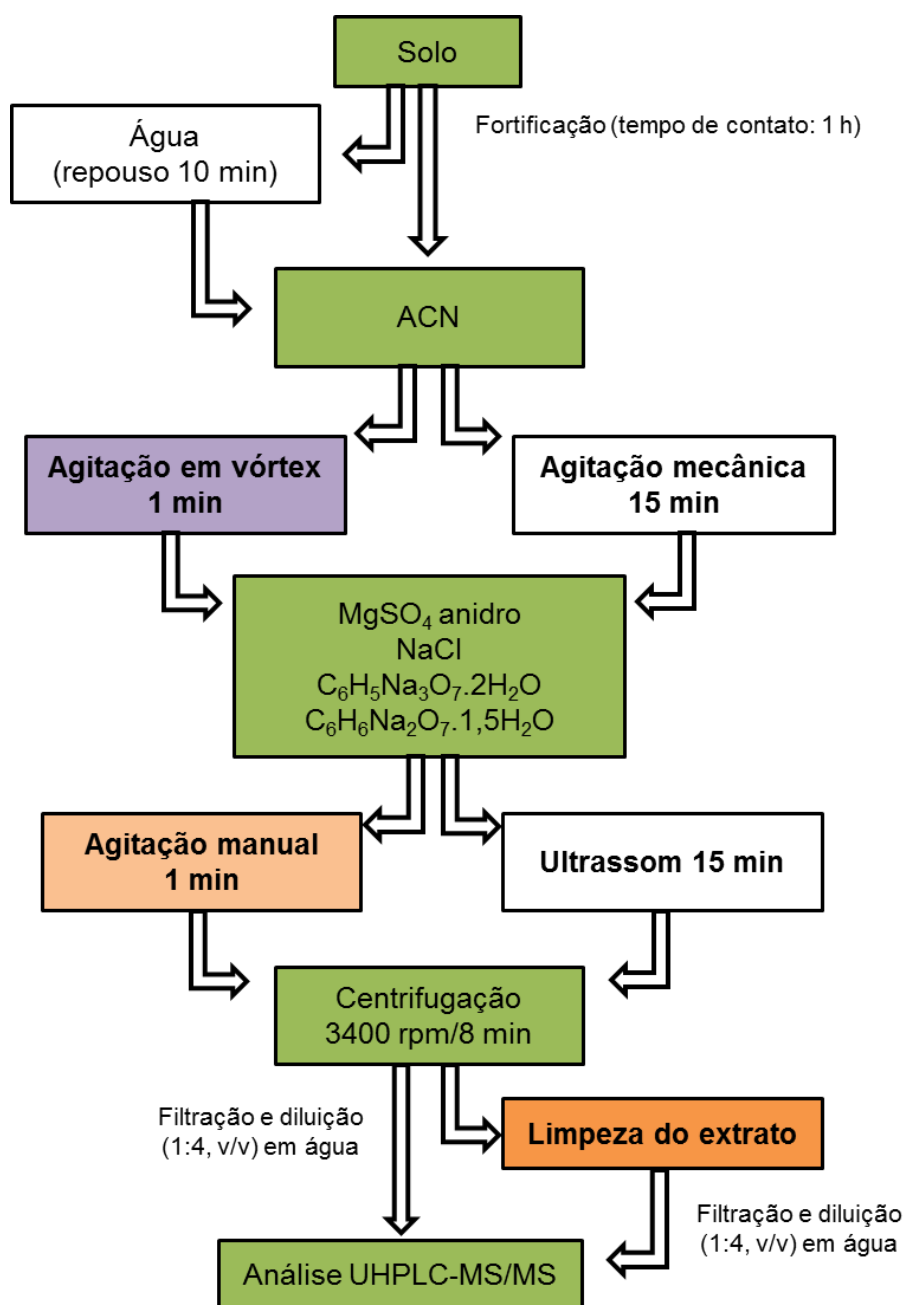 Solo
Fortificação (tempo de contato: 1 h)
Água
(repouso 10 min)
ACN
Agitação em vórtex
1 min
Agitação mecânica
15 min
MgSO₄ anidro
NaCl
C₆H₅Na₃O₇.2H₂O
C₆H₆Na₂O₇.1,5H₂O
Agitação manual
1 min
Ultrassom 15 min
Centrifugação
3400 rpm/8 min
Filtração e diluição
(1:4, v/v) em água
Limpeza do extrato
Filtração e diluição
(1:4, v/v) em água
Análise UHPLC-MS/MS